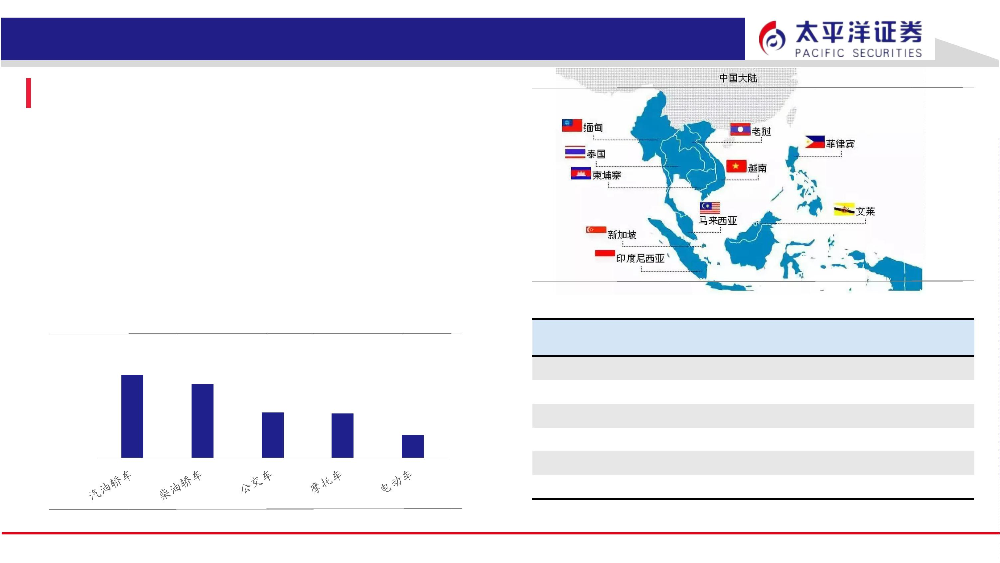 太平洋证券
PACIFIC SECURITIES
中国大陆
缅甸
老挝
菲律宾
泰国
越南
柬埔寨
文莱
马来西亚
新加坡
印度尼西亚
汽油轿车
柴油轿车
公交车
摩托车
电动车